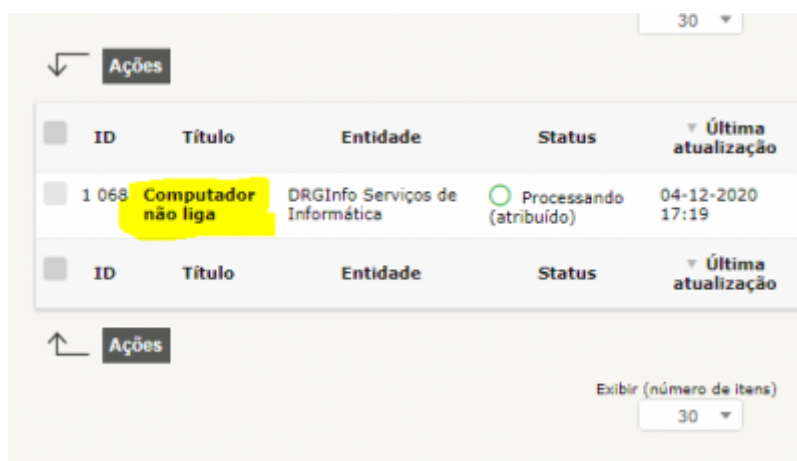 30
Ações
ID Título Entidade Status Última atualização
1 068 Computador não liga DRGInfo Serviços de Informática Processando (atribuído) 04-12-2020 17:19
ID Título Entidade Status Última atualização
Ações
Exibir (número de itens)
30